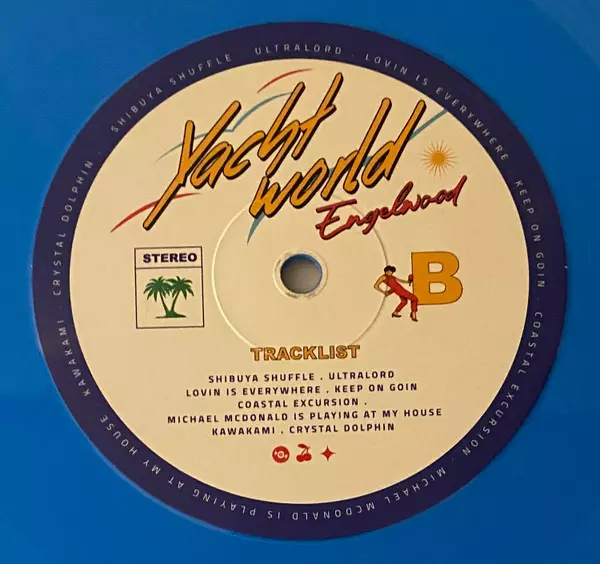 SHIBUYA SHUFFLE · ULTRALORD · LOVIN IS EVERYWHERE · KEEP ON GOIN · COASTAL EXCURSION · MICHAEL MCDONALD IS PLAYING AT MY HOUSE · KAWAKAMI · CRYSTAL DOLPHIN ·
Yacht
world
Engelwood
STEREO
B
TRACKLIST
SHIBUYA SHUFFLE . ULTRALORD
LOVIN IS EVERYWHERE . KEEP ON GOIN
COASTAL EXCURSION .
MICHAEL MCDONALD IS PLAYING AT MY HOUSE
KAWAKAMI . CRYSTAL DOLPHIN